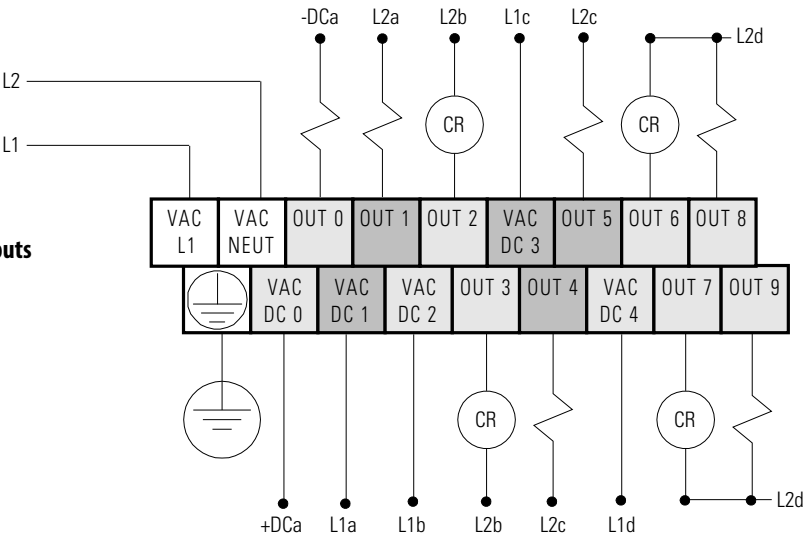 -DCa L2a L2b L1c L2c
L2d
L2
CR CR
L1
VAC L1 VAC NEUT OUT 0 OUT 1 OUT 2 VAC DC 3 OUT 5 OUT 6 OUT 8
VAC DC 0 VAC DC 1 VAC DC 2 OUT 3 OUT 4 VAC DC 4 OUT 7 OUT 9
CR CR
L2d
+DCa L1a L1b L2b L2c L1d